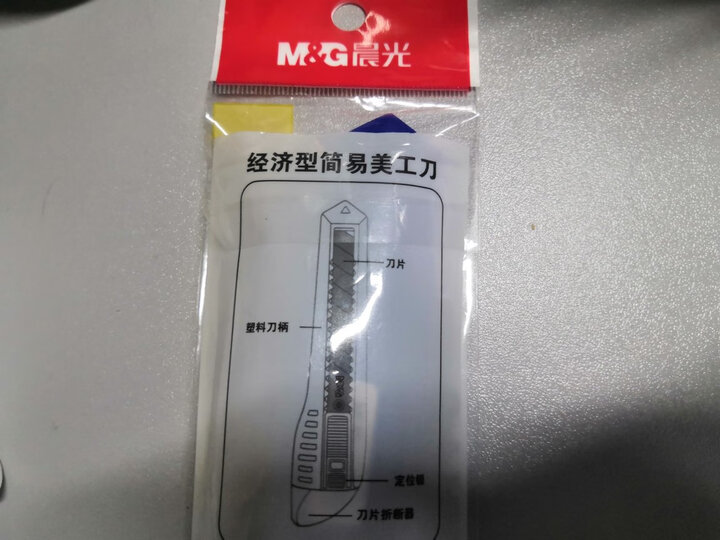 M&G晨光
经济型简易美工刀
刀片
塑料刀柄
定位锁
刀片折断器